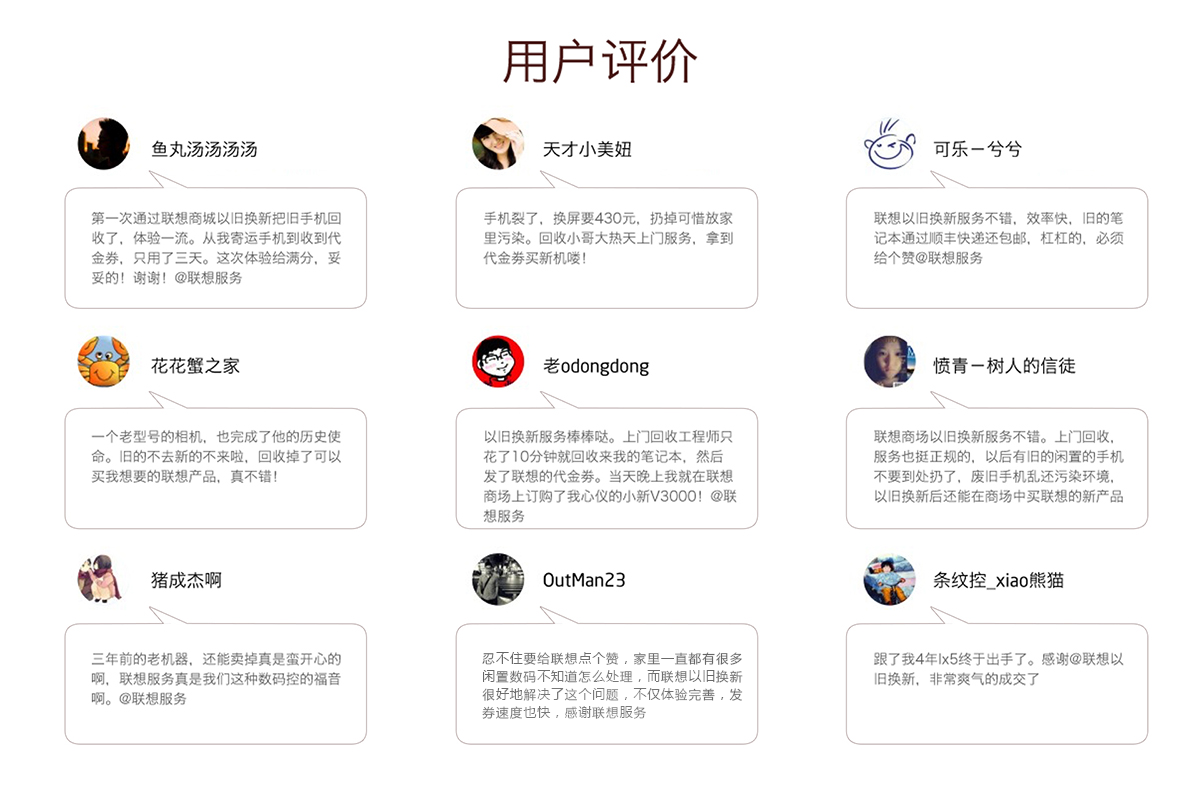 用户评价
鱼丸汤汤汤汤
第一次通过联想商城以旧换新把旧手机回
收了，体验一流。从我寄运手机到收到代
金券，只用了三天。这次体验给满分，妥
妥的！谢谢！@联想服务
天才小美妞
手机裂了，换屏要430元，扔掉可惜放家
里污染。回收小哥大热天上门服务，拿到
代金券买新机喽！
可乐－兮兮
联想以旧换新服务不错，效率快，旧的笔
记本通过顺丰快递还包邮，杠杠的，必须
给个赞@联想服务
花花蟹之家
一个老型号的相机，也完成了他的历史使
命。旧的不去新的不来啦，回收掉了可以
买我想要的联想产品，真不错！
老odongdong
以旧换新服务棒棒哒。上门回收工程师只
花了10分钟就回收来我的笔记本，然后
发了联想的代金券。当天晚上我就在联想
商场上订购了我心仪的小新V3000！@联
想服务
愤青－树人的信徒
联想商场以旧换新服务不错。上门回收，
服务也挺正规的，以后有旧的闲置的手机
不要到处扔了，废旧手机乱还污染环境，
以旧换新后还能在商场中买联想的新产品
猪成杰啊
三年前的老机器，还能卖掉真是蛮开心的
啊，联想服务真是我们这种数码控的福音
啊。@联想服务
OutMan23
忍不住要给联想点个赞，家里一直都有很多
闲置数码不知道怎么处理，而联想以旧换新
很好地解决了这个问题，不仅体验完善，发
券速度也快，感谢联想服务
条纹控_xiao熊猫
跟了我4年lx5终于出手了。感谢@联想以
旧换新，非常爽气的成交了